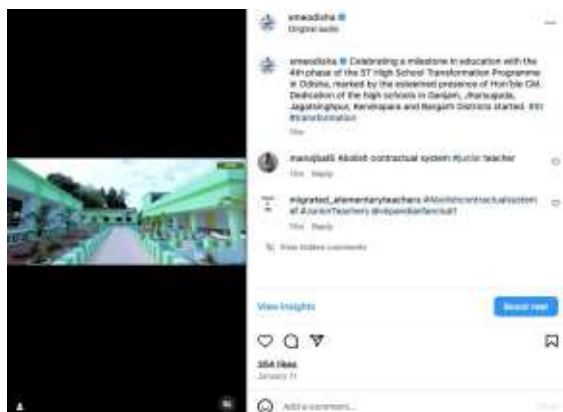 smeodisha
Original audio
smeodisha Celebrating a milestone in education with the
4th phase of the 5T High School Transformation Programme
in Odisha, marked by the esteemed presence of Hon'ble CM.
Dedication of the high schools in Ganjam, Jharsuguda,
Jagatsinghpur, Kendrapara and Bargarh Districts started.
#transformation
Abolish contractual system #junior teacher
Reply
migrated_elementaryteachers #Abolishcontractualsystem
of #JuniorTeachers
Reply
View hidden comments
View Insights
Boost reel
354 likes
January 11
Add a comment...